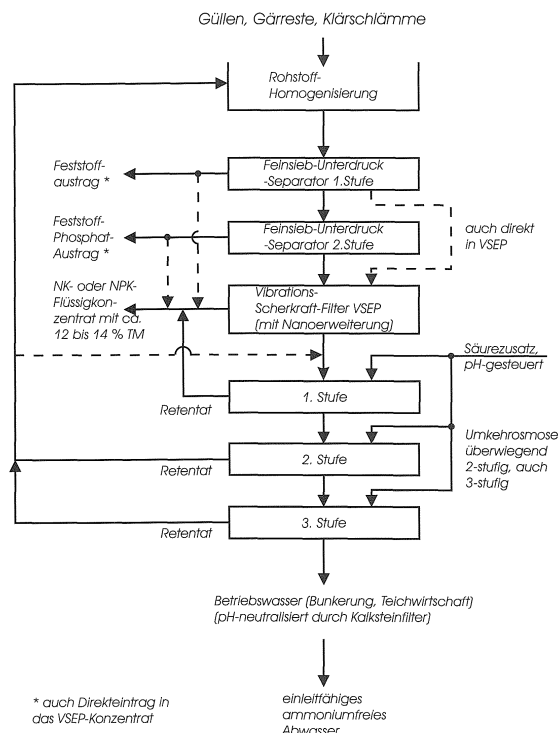 Güllen, Gärreste, Klärschlämme
Rohstoff-
Homogenisierung
Feststoff-
austrag *
Feinsieb-Unterdruck
-Separator 1.Stufe
Feststoff-
Phosphat-
Austrag *
Feinsieb-Unterdruck
-Separator 2.Stufe
auch direkt
in VSEP
NK- oder NPK-
Flüssigkon-
zentrat mit ca.
12 bis 14 % TM
Vibrations-
Scherkraft-Filter VSEP
(mit Nanoerweiterung)
Säurezusatz,
pH-gesteuert
1. Stufe
Retentat
Umkehrosmose
überwiegend
2-stufig, auch
3-stufig
2. Stufe
Retentat
3. Stufe
Retentat
Betriebswasser (Bunkerung, Teichwirtschaft)
(pH-neutralisiert durch Kalksteinfilter)
* auch Direkteintrag in
das VSEP-Konzentrat
einleitfähiges
ammoniumfreies
Abwasser